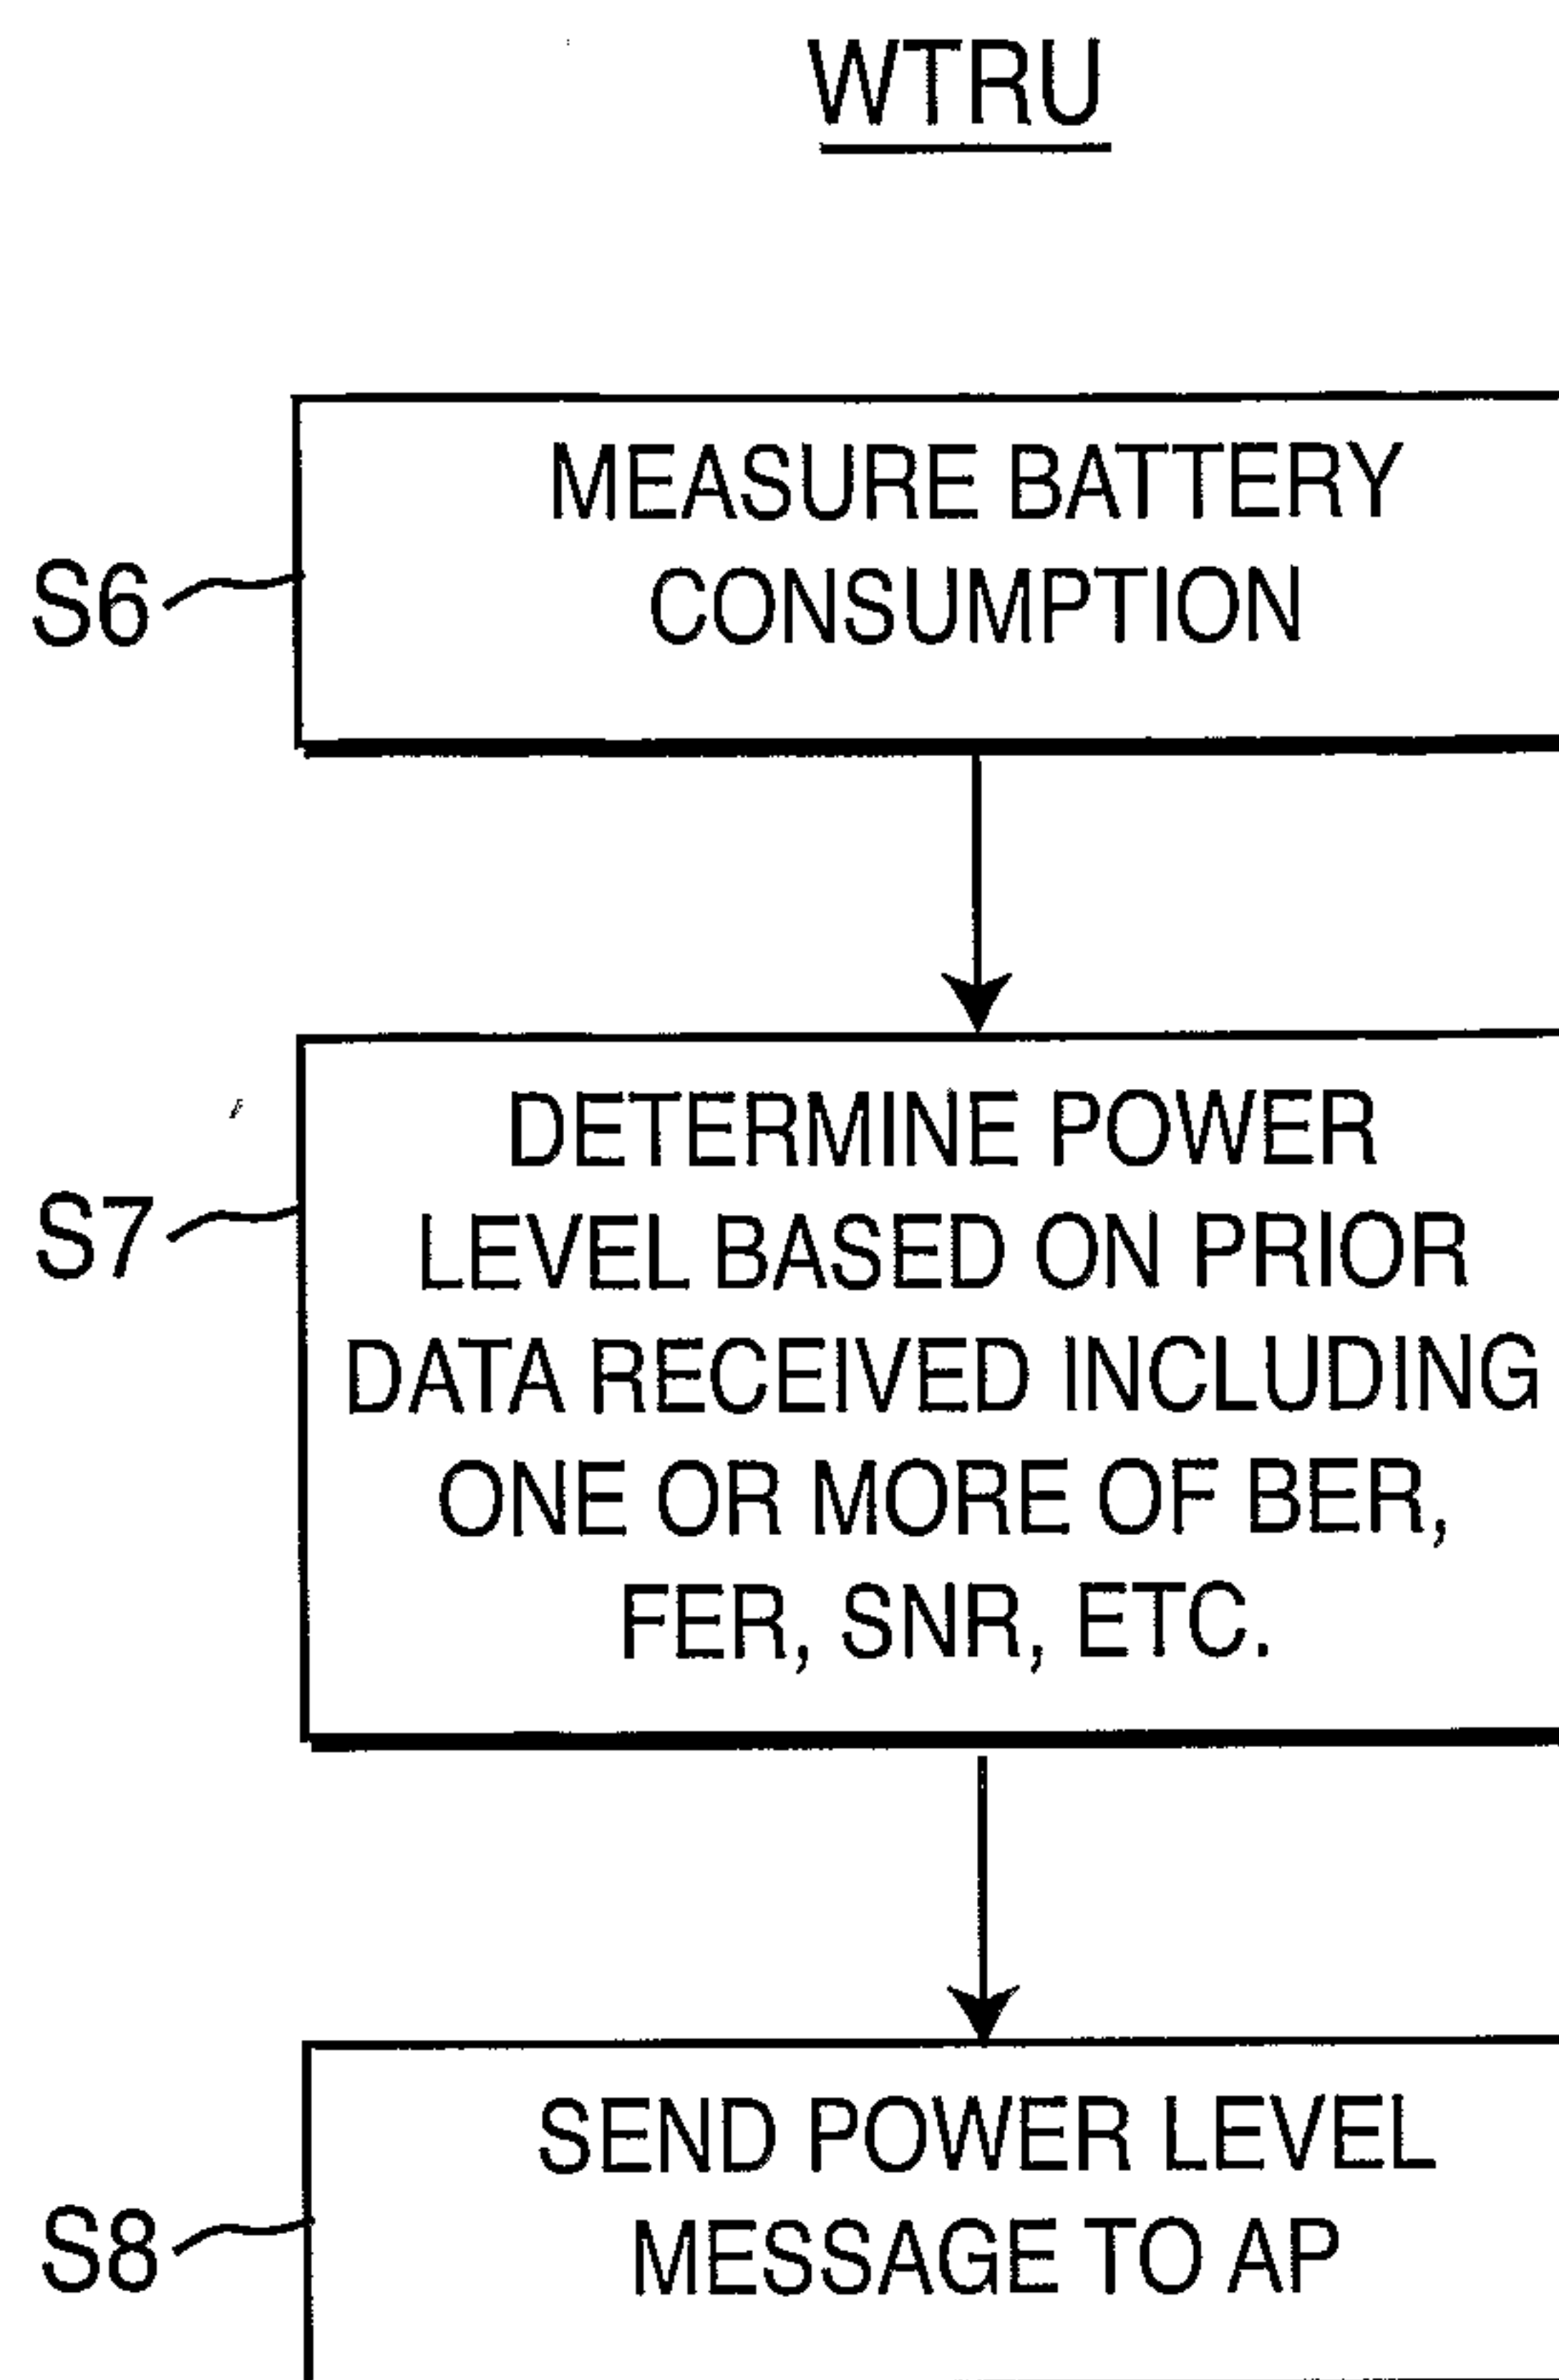 WTRU
MEASURE BATTERY
CONSUMPTION
S6
DETERMINE POWER
LEVEL BASED ON PRIOR
DATA RECEIVED INCLUDING
ONE OR MORE OF BER,
FER, SNR, ETC.
S7
SEND POWER LEVEL
MESSAGE TO AP
S8